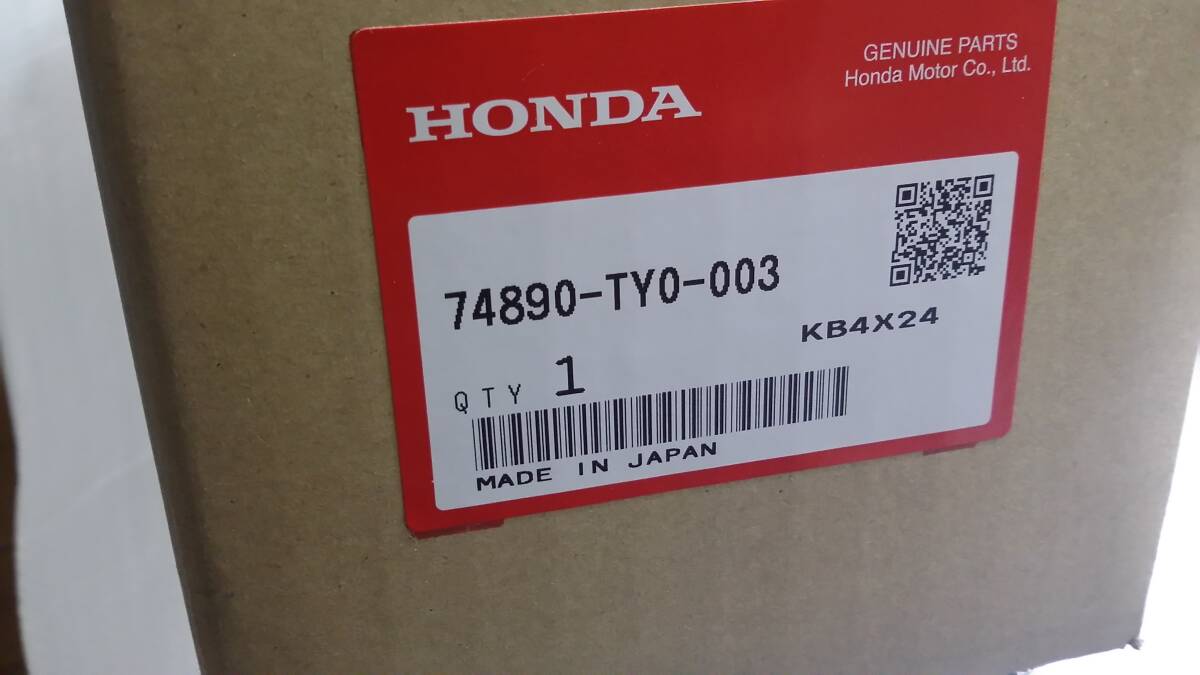 GENUINE PARTS
Honda Motor Co., Ltd.
HONDA
74890-TY0-003
KB4X24
QTY 1
MADE IN JAPAN